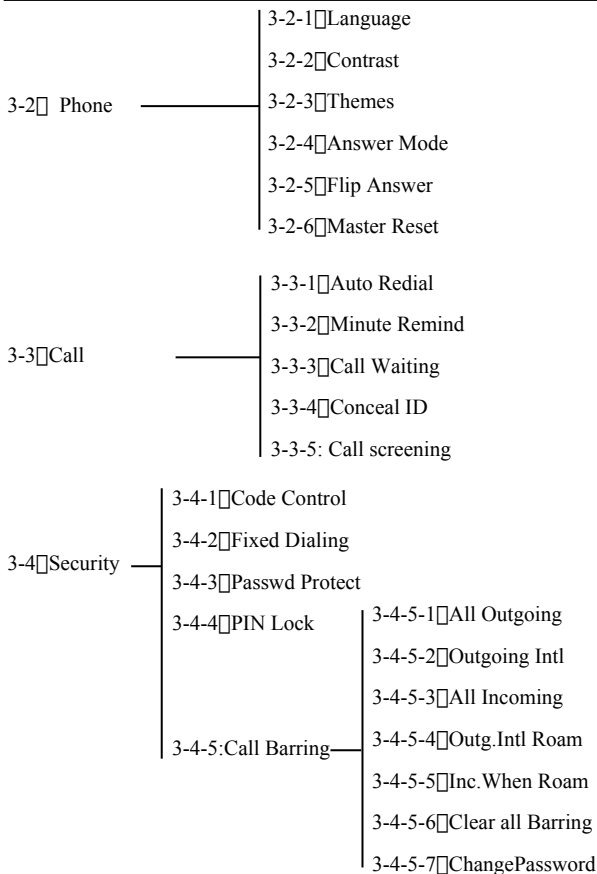 3-2▯ Phone
3-2-1▯Language
3-2-2▯Contrast
3-2-3▯Themes
3-2-4▯Answer Mode
3-2-5▯Flip Answer
3-2-6▯Master Reset
3-3▯Call
3-3-1▯Auto Redial
3-3-2▯Minute Remind
3-3-3▯Call Waiting
3-3-4▯Conceal ID
3-3-5: Call screening
3-4▯Security
3-4-1▯Code Control
3-4-2▯Fixed Dialing
3-4-3▯Passwd Protect
3-4-4▯PIN Lock
3-4-5:Call Barring
3-4-5-1▯All Outgoing
3-4-5-2▯Outgoing Intl
3-4-5-3▯All Incoming
3-4-5-4▯Outg.Intl Roam
3-4-5-5▯Inc.When Roam
3-4-5-6▯Clear all Barring
3-4-5-7▯ChangePassword